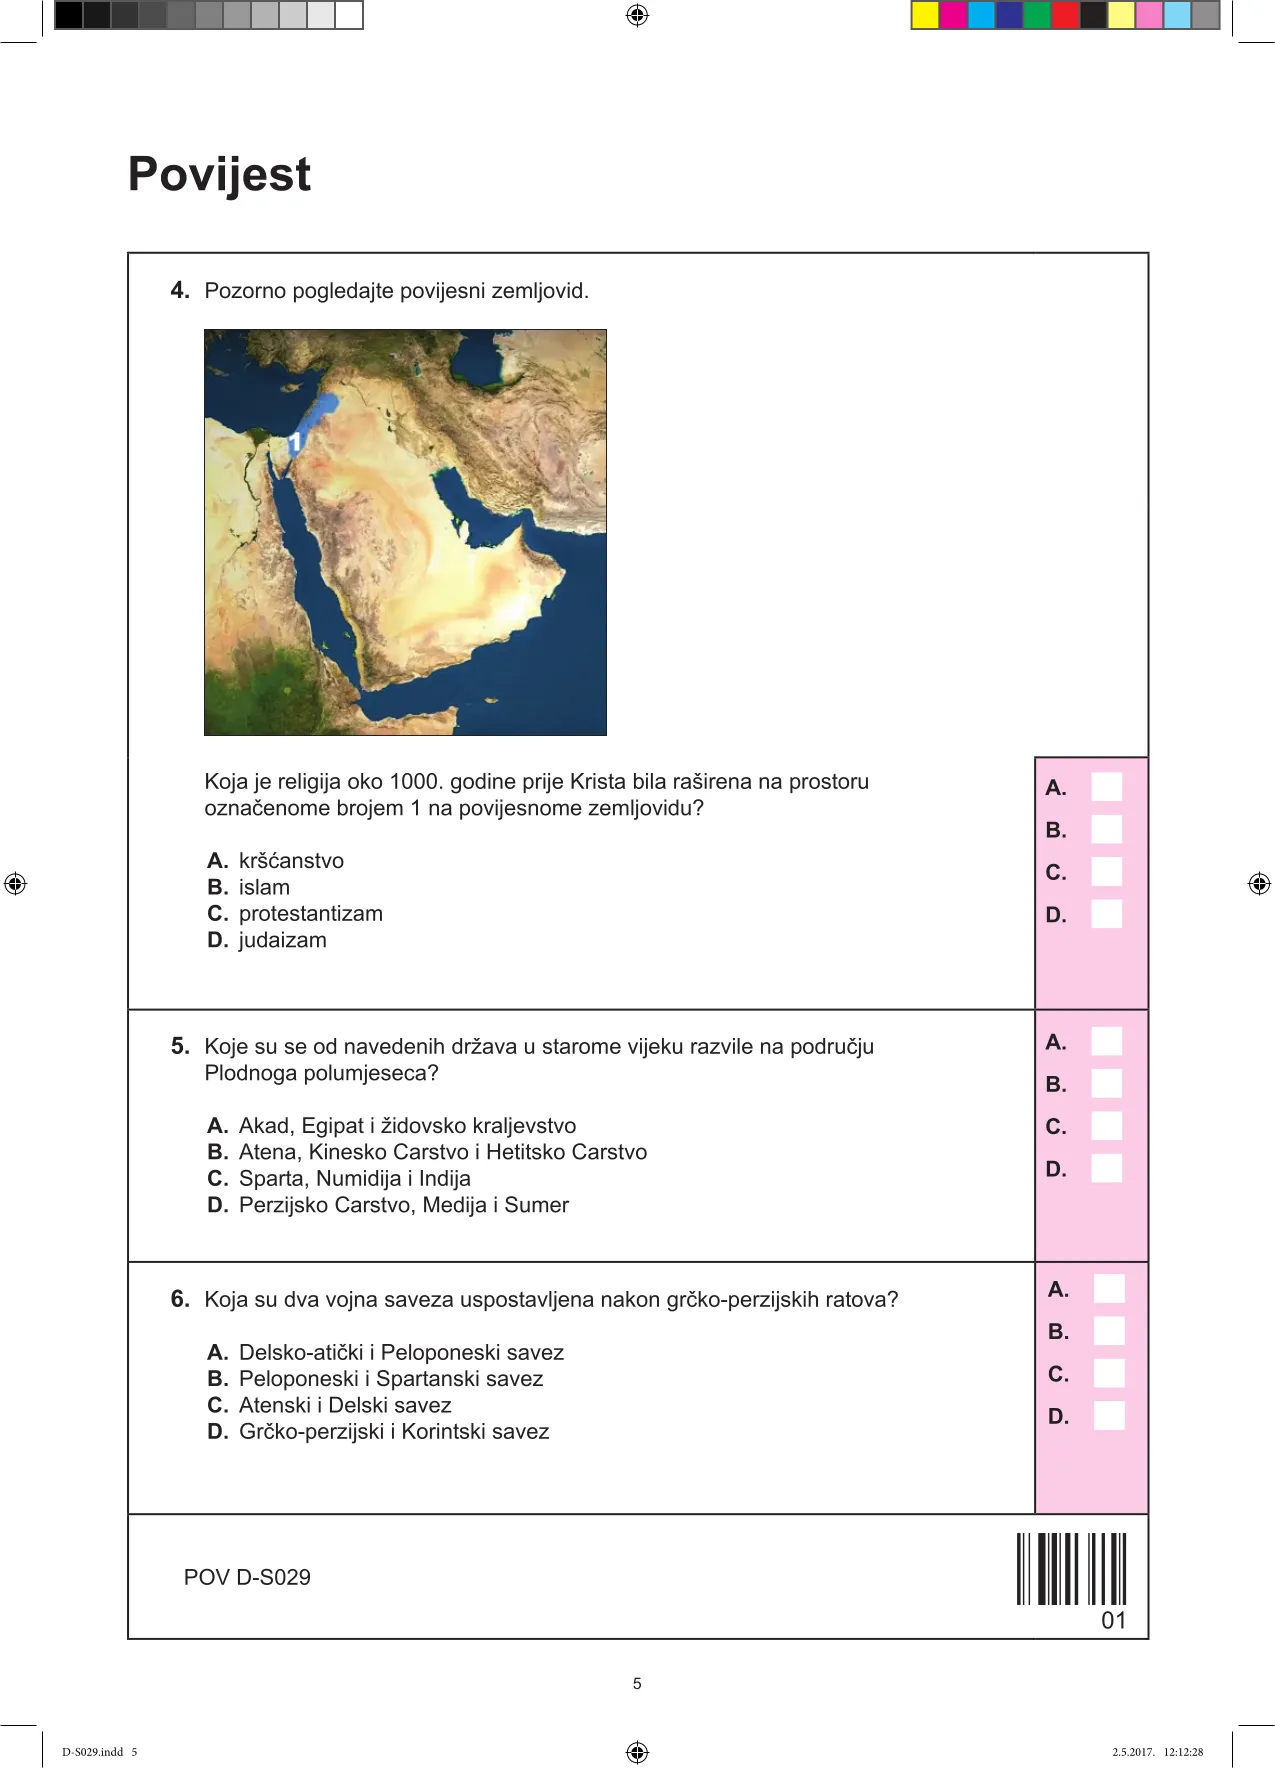 Povijest
4. Pozorno pogledajte povijesni zemljovid.
1
Koja je religija oko 1000. godine prije Krista bila raširena na prostoru
označenome brojem 1 na povijesnome zemljovidu?
A. kršćanstvo
B. islam
C. protestantizam
D. judaizam
A.
B.
C.
D.
5. Koje su se od navedenih država u starome vijeku razvile na području
Plodnoga polumjeseca?
A. Akad, Egipat i židovsko kraljevstvo
B. Atena, Kinesko Carstvo i Hetitsko Carstvo
C. Sparta, Numidija i Indija
D. Perzijsko Carstvo, Medija i Sumer
A.
B.
C.
D.
6. Koja su dva vojna saveza uspostavljena nakon grčko-perzijskih ratova?
A. Delsko-atički i Peloponeski savez
B. Peloponeski i Spartanski savez
C. Atenski i Delski savez
D. Grčko-perzijski i Korintski savez
A.
B.
C.
D.
POV D-S029
01
5
D-S029.indd 5
2.5.2017. 12:12:28